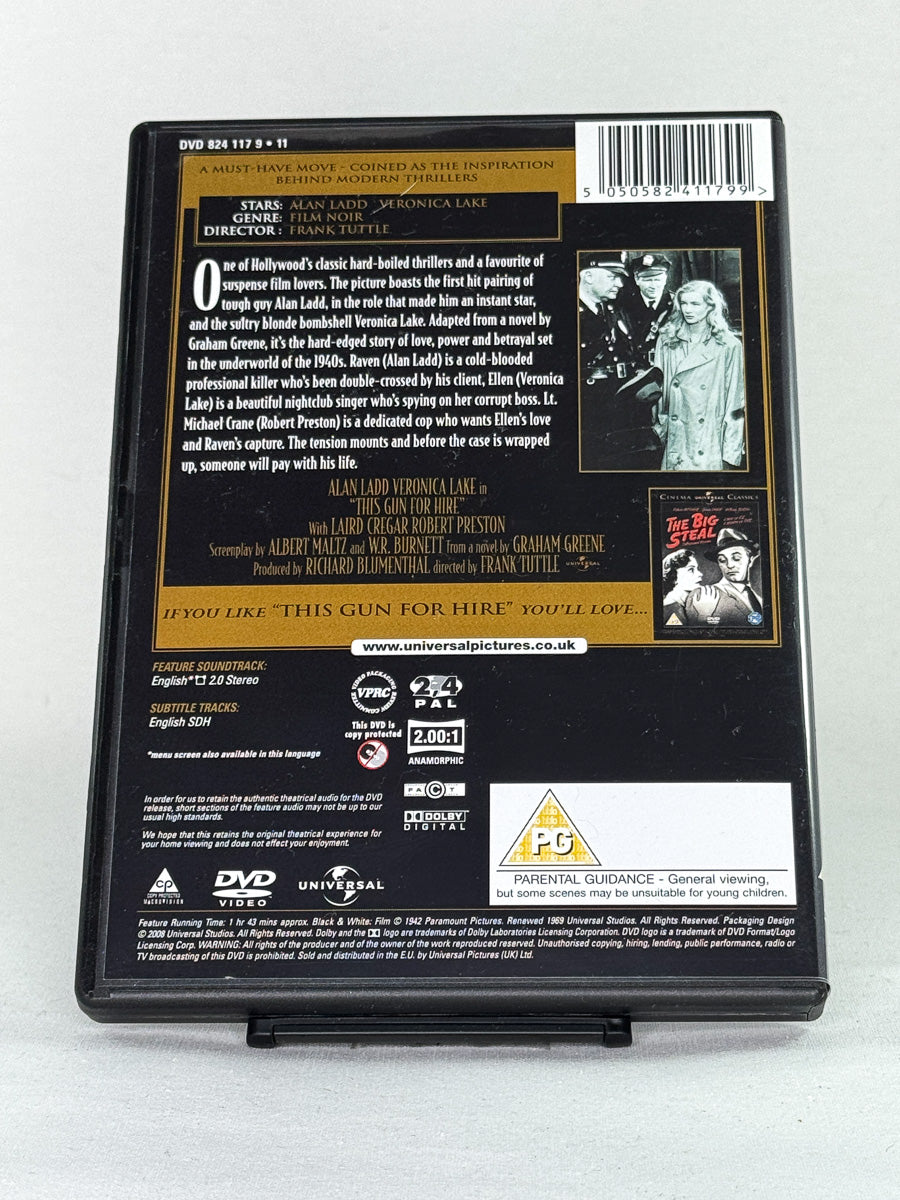 DVD 824 117 9 • 11
5 050582 411799 >
A MUST-HAVE MOVE - COINED AS THE INSPIRATION
BEHIND MODERN THRILLERS
STARS: ALAN LADD VERONICA LAKE
GENRE: FILM NOIR
DIRECTOR: FRANK TUTTLE
One of Hollywood's classic hard-boiled thrillers and a favourite of
suspense film lovers. The picture boasts the first hit pairing of
tough guy Alan Ladd, in the role that made him an instant star,
and the sultry blonde bombshell Veronica Lake. Adapted from a novel by
Graham Greene, it's the hard-edged story of love, power and betrayal set
in the underworld of the 1940s. Raven (Alan Ladd) is a cold-blooded
professional killer who's been double-crossed by his client, Ellen (Veronica
Lake) is a beautiful nightclub singer who's spying on her corrupt boss. Lt.
Michael Crane (Robert Preston) is a dedicated cop who wants Ellen's love
and Raven's capture. The tension mounts and before the case is wrapped
up, someone will pay with his life.
ALAN LADD VERONICA LAKE in
"THIS GUN FOR HIRE"
With LAIRD CREGAR ROBERT PRESTON
Screenplay by ALBERT MALTZ and W.R. BURNETT from a novel by GRAHAM GREENE
Produced by RICHARD BLUMENTHAL directed by FRANK TUTTLE UNIVERSAL
CINEMA UNIVERSAL CLASSICS
THE BIG
STEAL
PG DVD
IF YOU LIKE "THIS GUN FOR HIRE" YOU'LL LOVE...
www.universalpictures.co.uk
FEATURE SOUNDTRACK:
English* 2.0 Stereo
SUBTITLE TRACKS:
English SDH
*menu screen also available in this language
VIDEO PACKAGING REVIEW COMMITTEE
VPRC
2,4
PAL
This DVD is
copy protected
2.00:1
ANAMORPHIC
FACT
DOLBY
DIGITAL
In order for us to retain the authentic theatrical audio for the DVD
release, short sections of the feature audio may not be up to our
usual high standards.
We hope that this retains the original theatrical experience for
your home viewing and does not effect your enjoyment.
PG
PARENTAL GUIDANCE - General viewing,
but some scenes may be unsuitable for young children.
cp
COPY PROTECTED
MACROVISION
DVD
VIDEO
UNIVERSAL
Feature Running Time: 1 hr 43 mins approx. Black & White: Film © 1942 Paramount Pictures. Renewed 1969 Universal Studios. All Rights Reserved. Packaging Design
© 2008 Universal Studios. All Rights Reserved. Dolby and the logo are trademarks of Dolby Laboratories Licensing Corporation. DVD logo is a trademark of DVD Format/Logo
Licensing Corp. WARNING: All rights of the producer and of the owner of the work reproduced reserved. Unauthorised copying, hiring, lending, public performance, radio or
TV broadcasting of this DVD is prohibited. Sold and distributed in the E.U. by Universal Pictures (UK) Ltd.